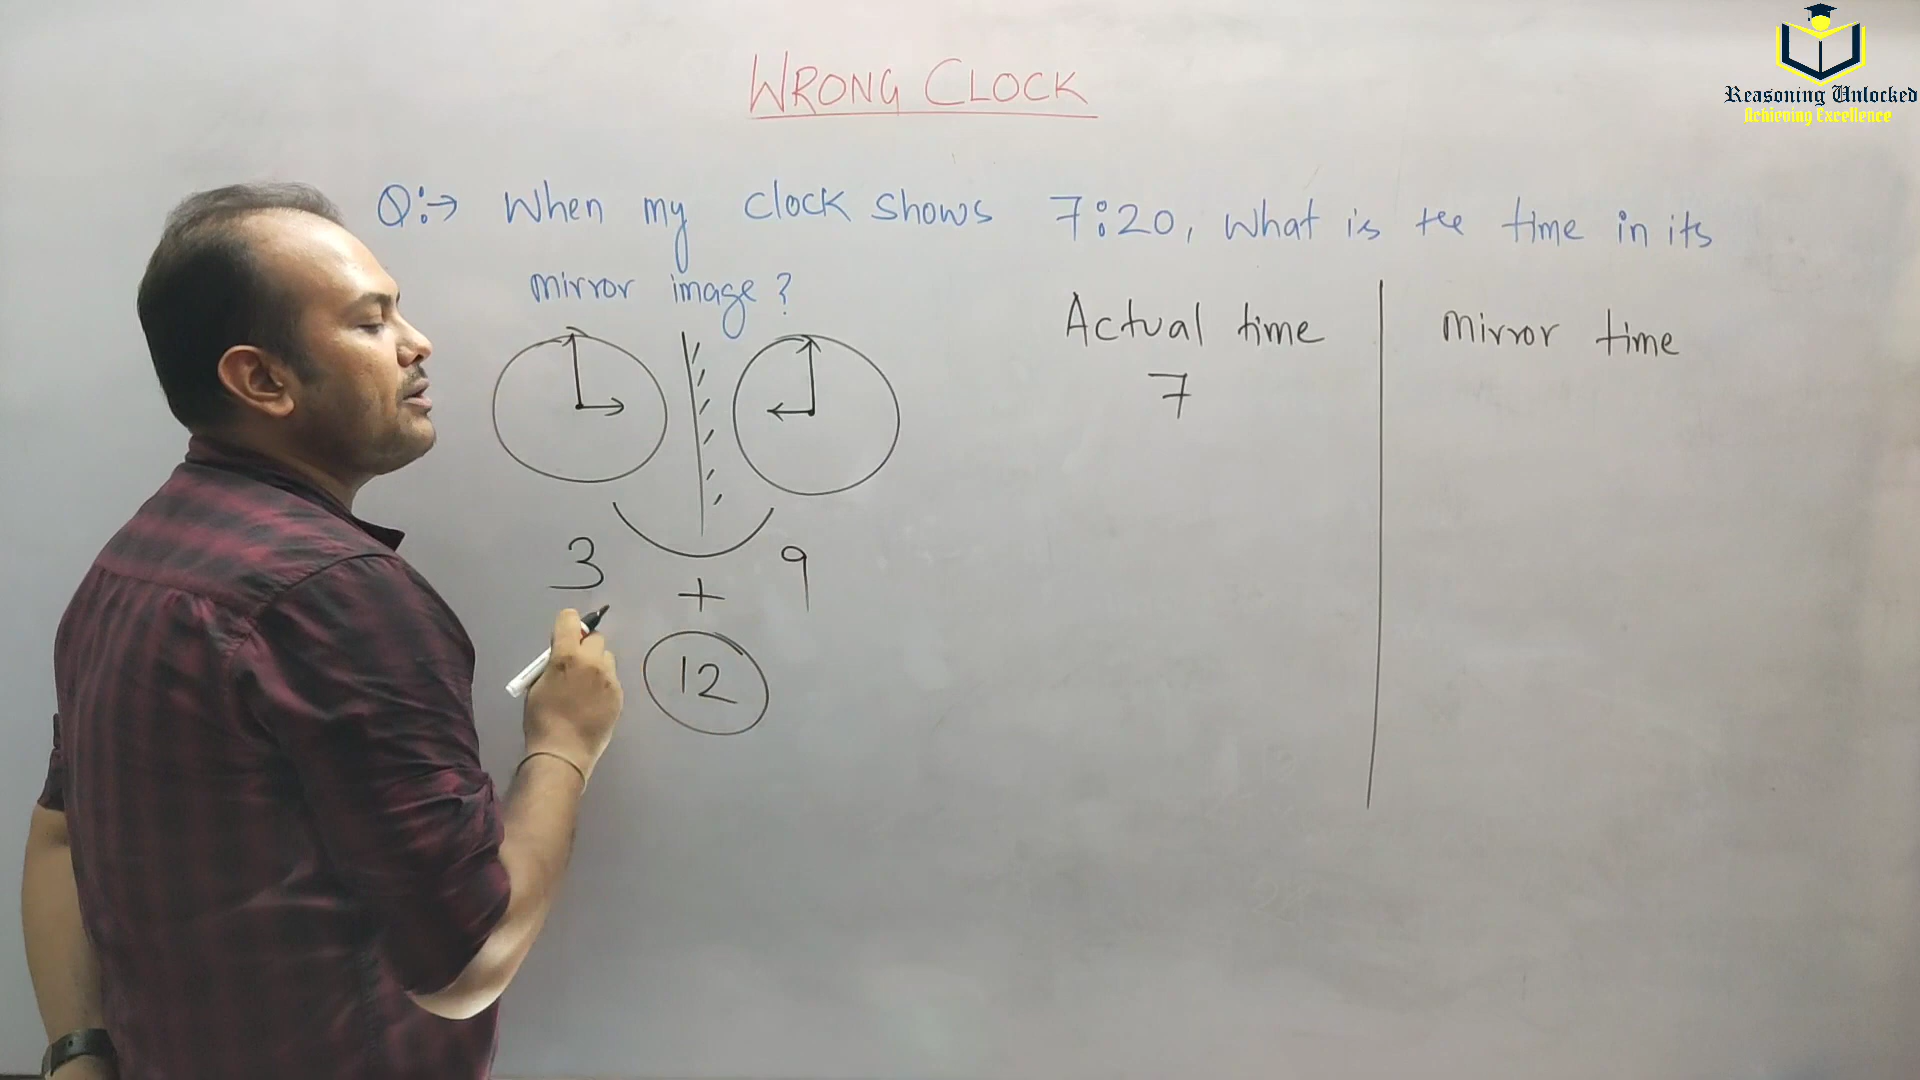 Reasoning Unlocked
Achieving Excellence
WRONG CLOCK
Q:→ When my clock shows 7:20, What is the time in its
mirror image?
Actual time
mirror time
7
3 + 9
12